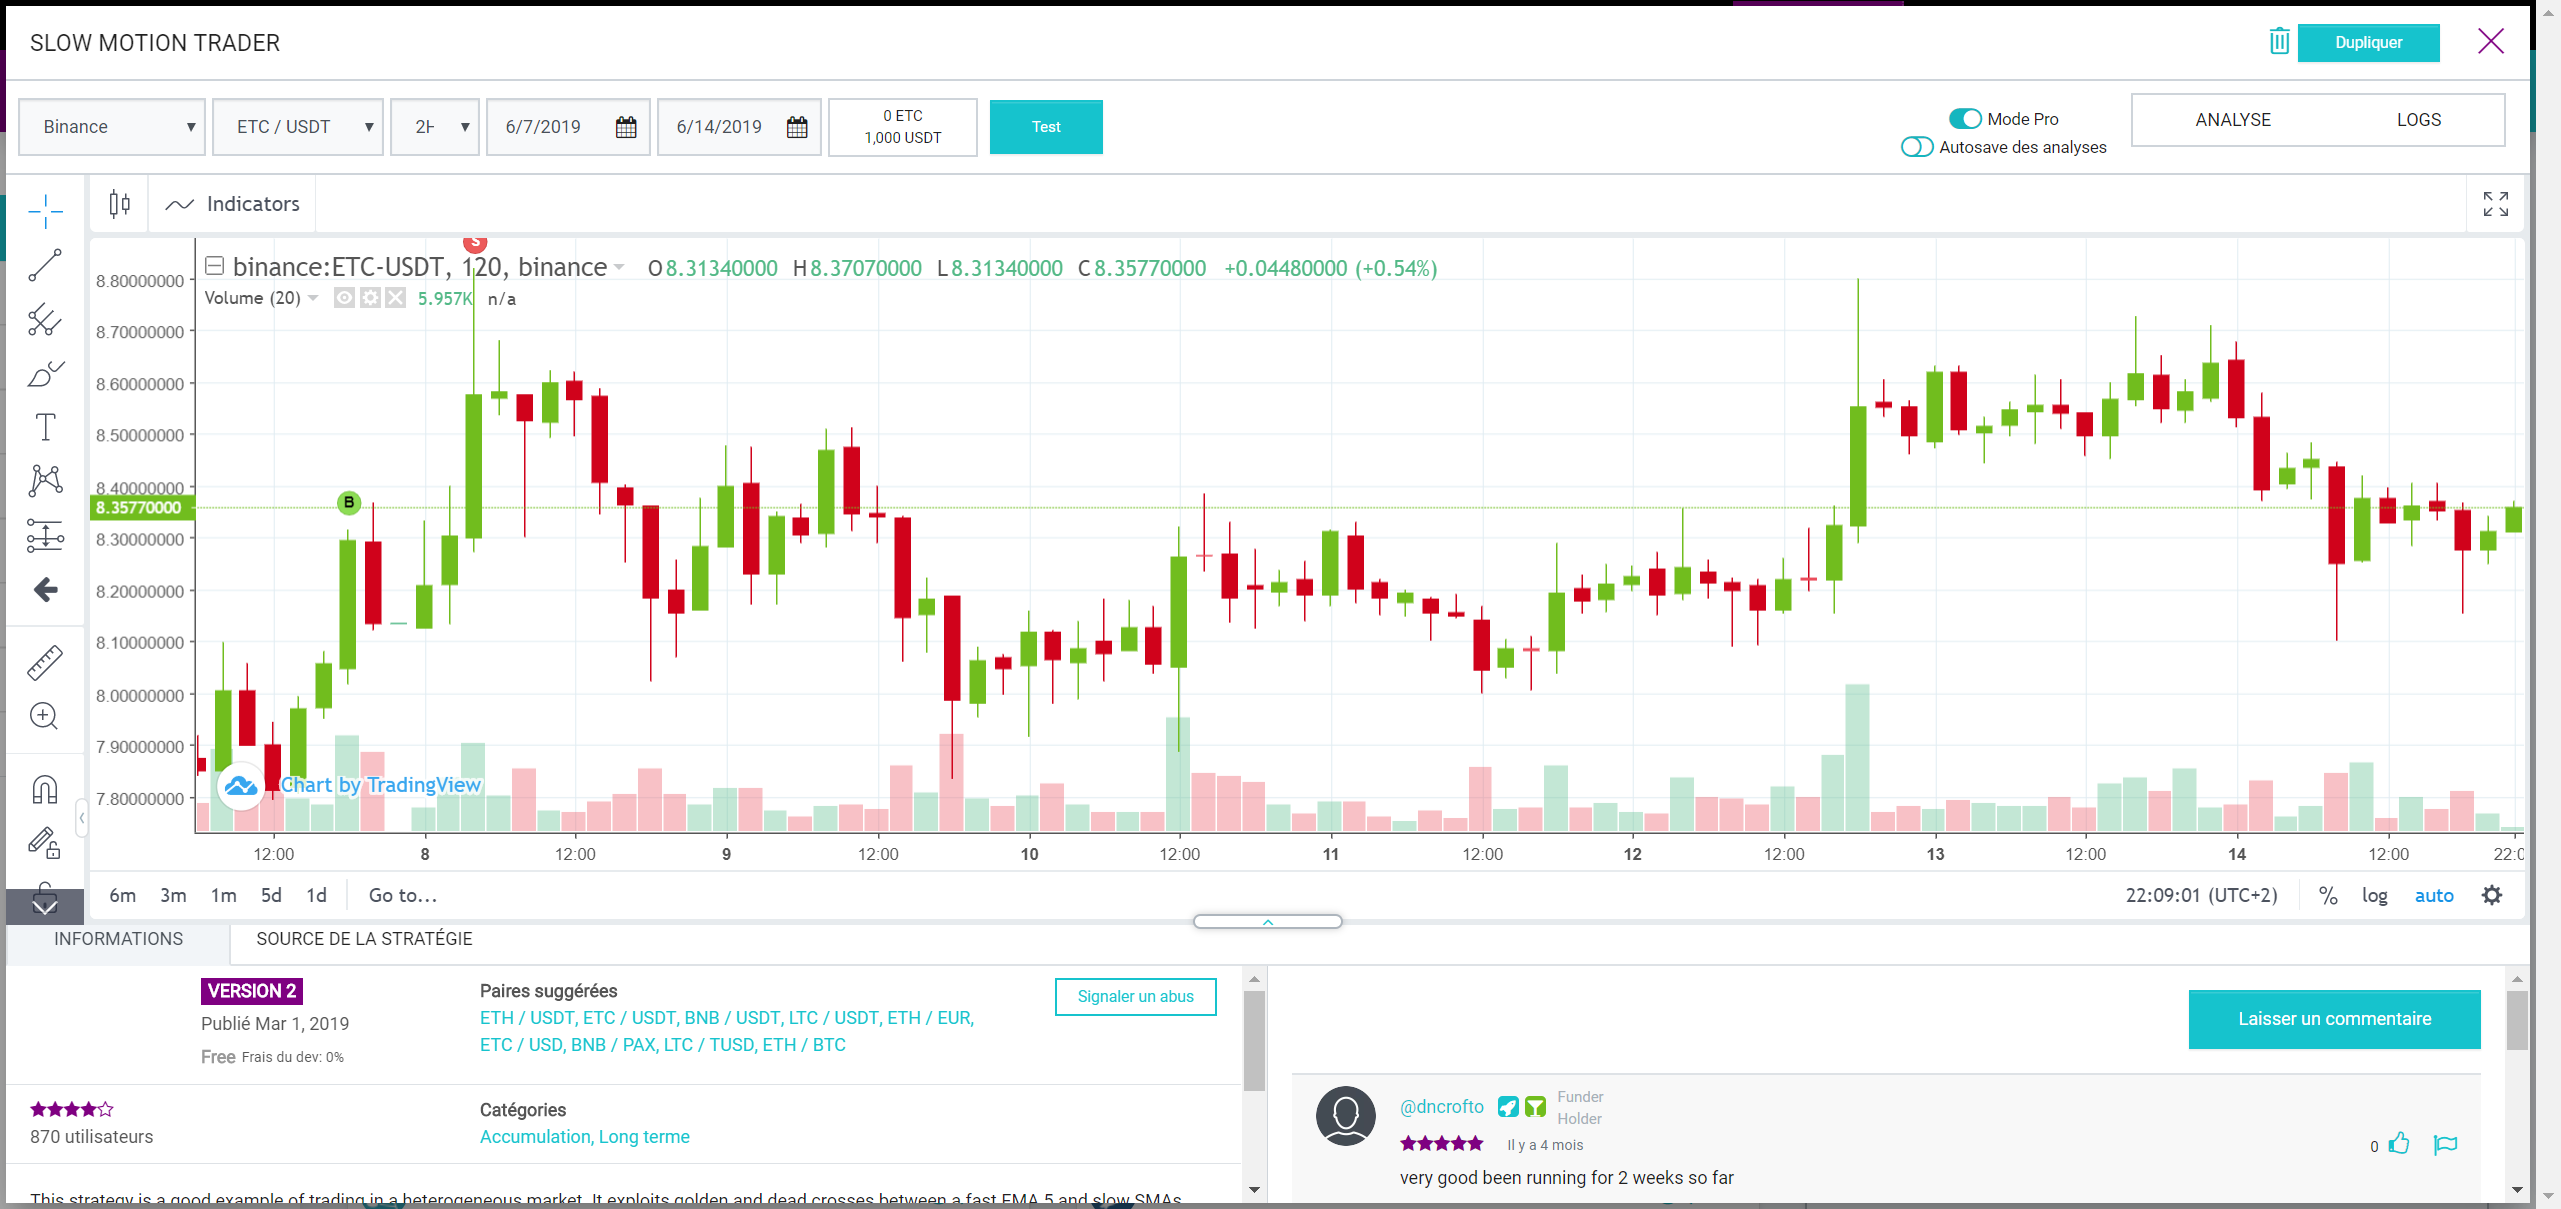 SLOW MOTION TRADER
Dupliquer
Binance
ETC / USDT
2H
6/7/2019
6/14/2019
0 ETC
1,000 USDT
Test
Mode Pro
Autosave des analyses
ANALYSE
LOGS
Indicators
S
binance:ETC-USDT, 120, binance O8.31340000 H8.37070000 L8.31340000 C8.35770000 +0.04480000 (+0.54%)
Volume (20) 5.957K n/a
8.80000000
8.70000000
8.60000000
8.50000000
8.40000000
8.35770000
8.30000000
8.20000000
8.10000000
8.00000000
7.90000000
7.80000000
B
Chart by TradingView
12:00 8 12:00 9 12:00 10 12:00 11 12:00 12 12:00 13 12:00 14 12:00 22:0
6m 3m 1m 5d 1d Go to...
22:09:01 (UTC+2) % log auto
INFORMATIONS
SOURCE DE LA STRATÉGIE
VERSION 2
Publié Mar 1, 2019
Free Frais du dev: 0%
Paires suggérées
ETH / USDT, ETC / USDT, BNB / USDT, LTC / USDT, ETH / EUR,
ETC / USD, BNB / PAX, LTC / TUSD, ETH / BTC
Signaler un abus
870 utilisateurs
Catégories
Accumulation, Long terme
This strategy is a good example of trading in a heterogeneous market. It exploits golden and dead crosses between a fast EMA 5 and slow SMAs
Laisser un commentaire
@dncrofto
Funder
Holder
Il y a 4 mois
0
very good been running for 2 weeks so far